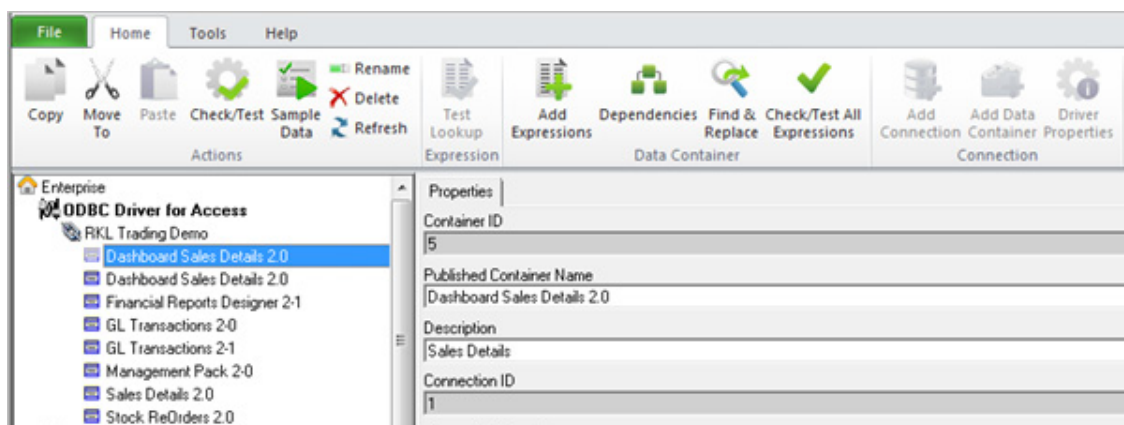 File Home Tools Help
Copy Move To Paste Check/Test Sample Data Rename Delete Refresh
Actions
Test Lookup
Expression
Add Expressions Dependencies Find & Replace Check/Test All Expressions
Data Container
Add Connection Add Data Container Driver Properties
Connection
Enterprise
ODBC Driver for Access
RKL Trading Demo
Dashboard Sales Details 2.0
Dashboard Sales Details 2.0
Financial Reports Designer 2-1
GL Transactions 2-0
GL Transactions 2-1
Management Pack 2-0
Sales Details 2.0
Stock ReOrders 2.0
Properties
Container ID
5
Published Container Name
Dashboard Sales Details 2.0
Description
Sales Details
Connection ID
1